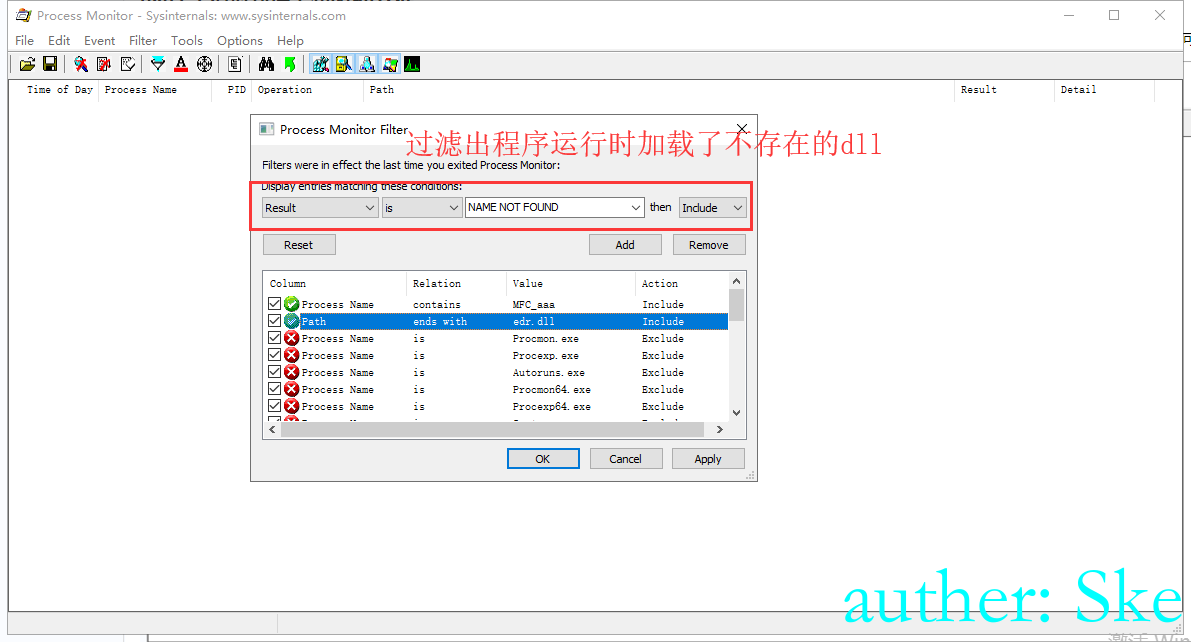 Process Monitor - Sysinternals: www.sysinternals.com
File Edit Event Filter Tools Options Help
Time of Day Process Name PID Operation Path Result Detail
Process Monitor Filter
过滤出程序运行时加载了不存在的dll
Filters were in effect the last time you exited Process Monitor:
Display entries matching these conditions:
Result is NAME NOT FOUND then Include
Reset Add Remove
Column Relation Value Action
Process Name contains MFC_aaa Include
Path ends with edr.dll Include
Process Name is Procmon.exe Exclude
Process Name is Procexp.exe Exclude
Process Name is Autoruns.exe Exclude
Process Name is Procmon64.exe Exclude
Process Name is Procexp64.exe Exclude
OK Cancel Apply
auther: Ske
激活 Win